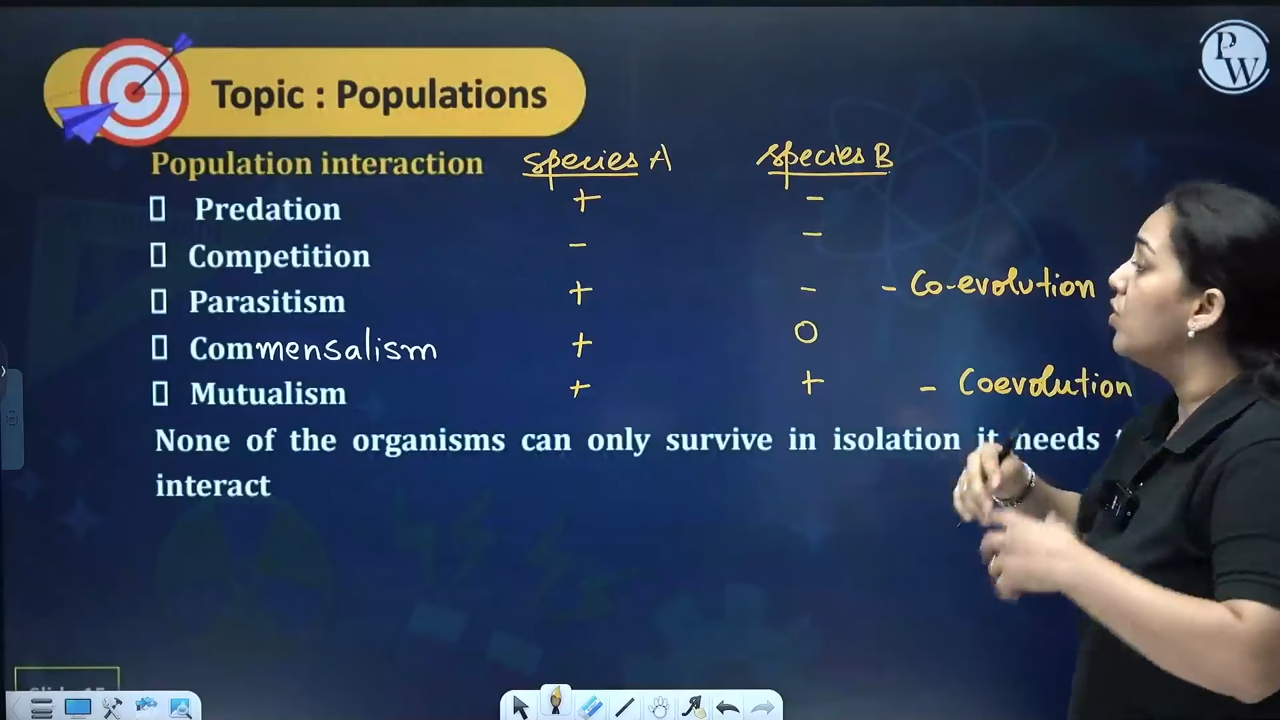 PW
Topic : Populations
Population interaction species A species B
Predation + -
Competition - -
Parasitism + - - Co-evolution
Commensalism + 0
Mutualism + + - Coevolution
None of the organisms can only survive in isolation it needs
interact